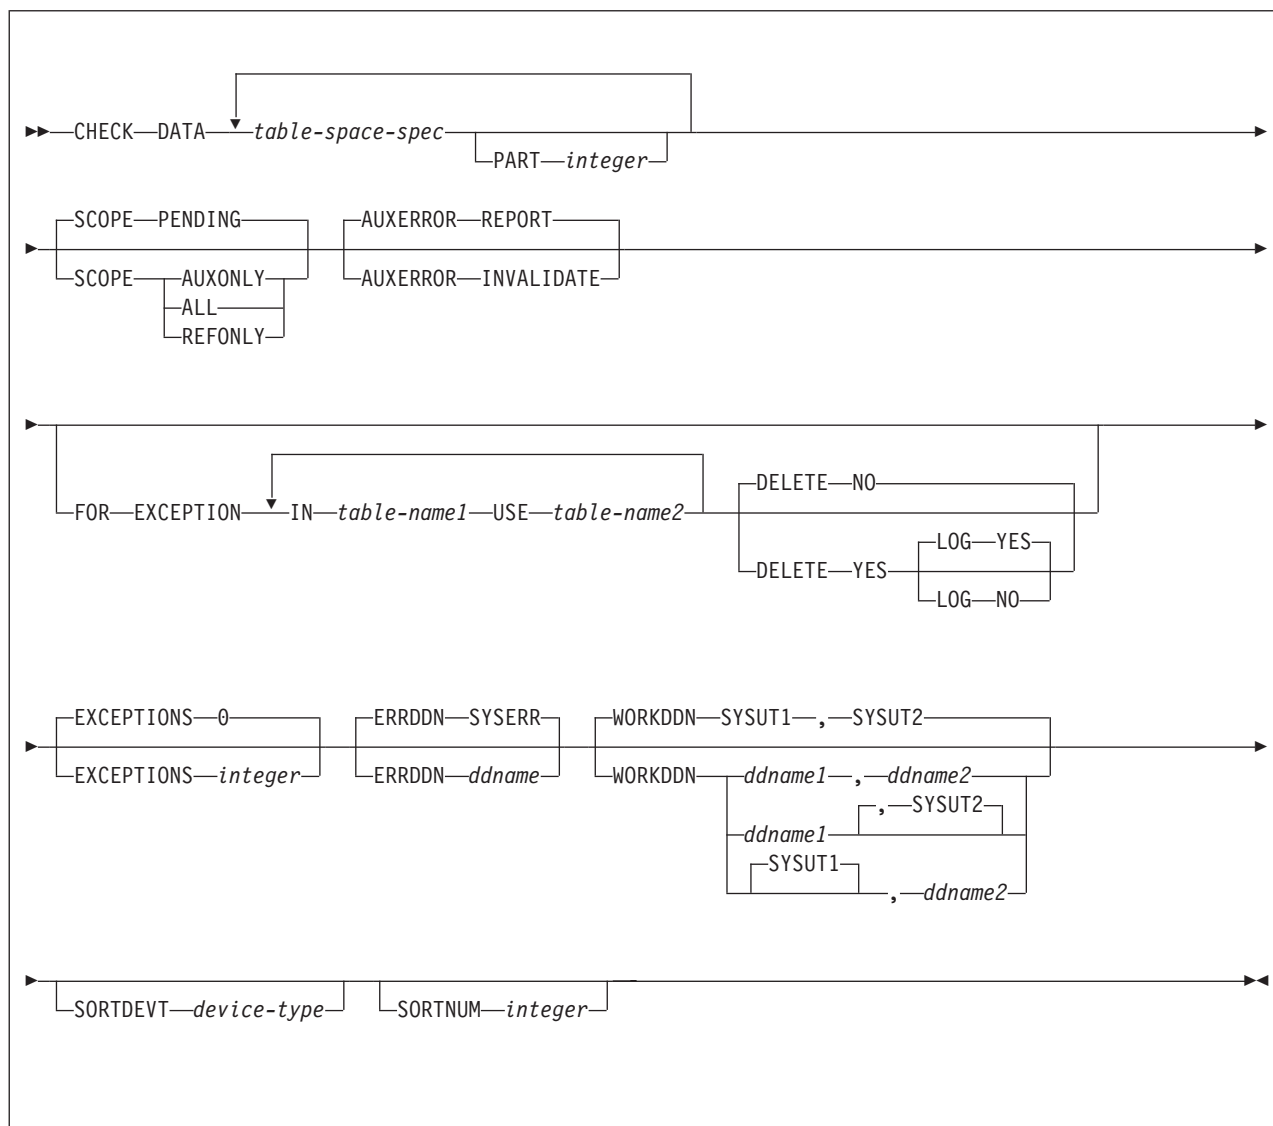 CHECK DATA table-space-spec
PART integer
SCOPE PENDING AUXERROR REPORT
SCOPE AUXONLY AUXERROR INVALIDATE
ALL
REFONLY
DELETE NO
FOR EXCEPTION IN table-name1 USE table-name2
LOG YES
DELETE YES
LOG NO
EXCEPTIONS 0 ERRDDN SYSERR WORKDDN SYSUT1 , SYSUT2
EXCEPTIONS integer ERRDDN ddname WORKDDN ddname1 , ddname2
, SYSUT2
ddname1
SYSUT1
, ddname2
SORTDEVT device-type SORTNUM integer